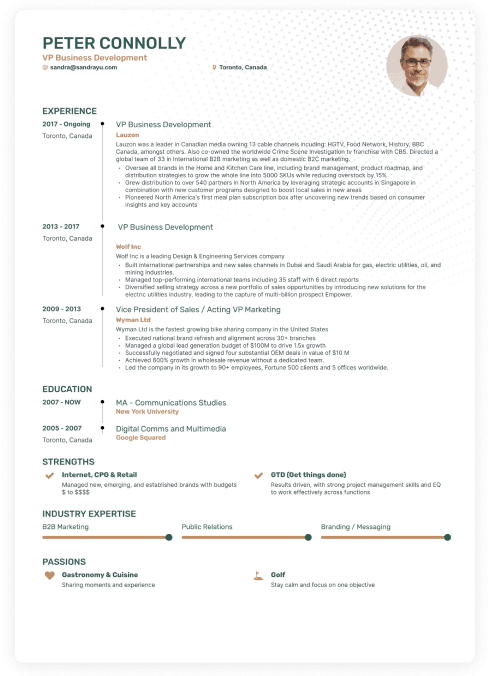 PETER CONNOLLY
VP Business Development
sandra@sandrayu.com
Toronto, Canada
EXPERIENCE
2017 - Ongoing
Toronto, Canada
VP Business Development
Lauzon
Lauzon was a leader in Canadian media owning 13 cable channels incluing: HGTV, Food Network, History, BBC
Canada, amongst others. Also co-owned the worldwide Crime Scene Investigation tv franchise with CBS. Directed a
global team of 33 in International B2B marketing as well as domestic B2C marketing.
• Oversee all brands in the Home and Kitchen Care line, including brand management, product roadmap, and
distribution strategies to grow the whole line into 5000 SKUs while reducing overstock by 15%
• Grew distribution to over 540 partners in North America by leveraging strategic accounts in Singapore in
combination with new customer programs designed to boost local sales in new areas
• Pioneered North America's first meal plan subscription box after uncovering new trends based on consumer
insights and key accounts
2013 - 2017
Toronto, Canada
VP Business Development
Wolf Inc
Wolf Inc is a leading Design & Engineering Services company
• Built international partnerships and new sales channels in Dubai and Saudi Arabia for gas, electric utilities, oil, and
mining industries.
• Managed top-performing international teams including 35 staff with 6 direct reports
• Diversified selling strategy across a new portfolio of sales opportunities by introducing new solutions for the
electric utilities industry, leading to the capture of multi-billion prospect Empower.
2009 - 2013
Toronto, Canada
Vice President of Sales / Acting VP Marketing
Wyman Ltd
Wyman Ltd is the fastest growing bike sharing company in the United States
• Executed national brand refresh and alignment across 30+ branches
• Managed a global lead generation budget of $100M to drive 1.5x growth
• Successfully negotiated and signed four substantial OEM deals in value of $10 M
• Achieved 600% growth in wholesale revenue without a dedicated team.
• Led the company in its growth to 90+ employees, Fortune 500 clients and 5 offices worldwide.
EDUCATION
2007 - NOW
MA - Communications Studies
New York University
2005 - 2007
Toronto, Canada
Digital Comms and Multimedia
Google Squared
STRENGTHS
Internet, CPG & Retail
Managed new, emerging, and established brands with budgets
$ to $$$$
GTD (Get things done)
Results driven, with strong project management skills and EQ
to work effectively across functions
INDUSTRY EXPERTISE
B2B Marketing
Public Relations
Branding / Messaging
PASSIONS
Gastronomy & Cuisine
Sharing moments and experience
Golf
Stay calm and focus on one objective